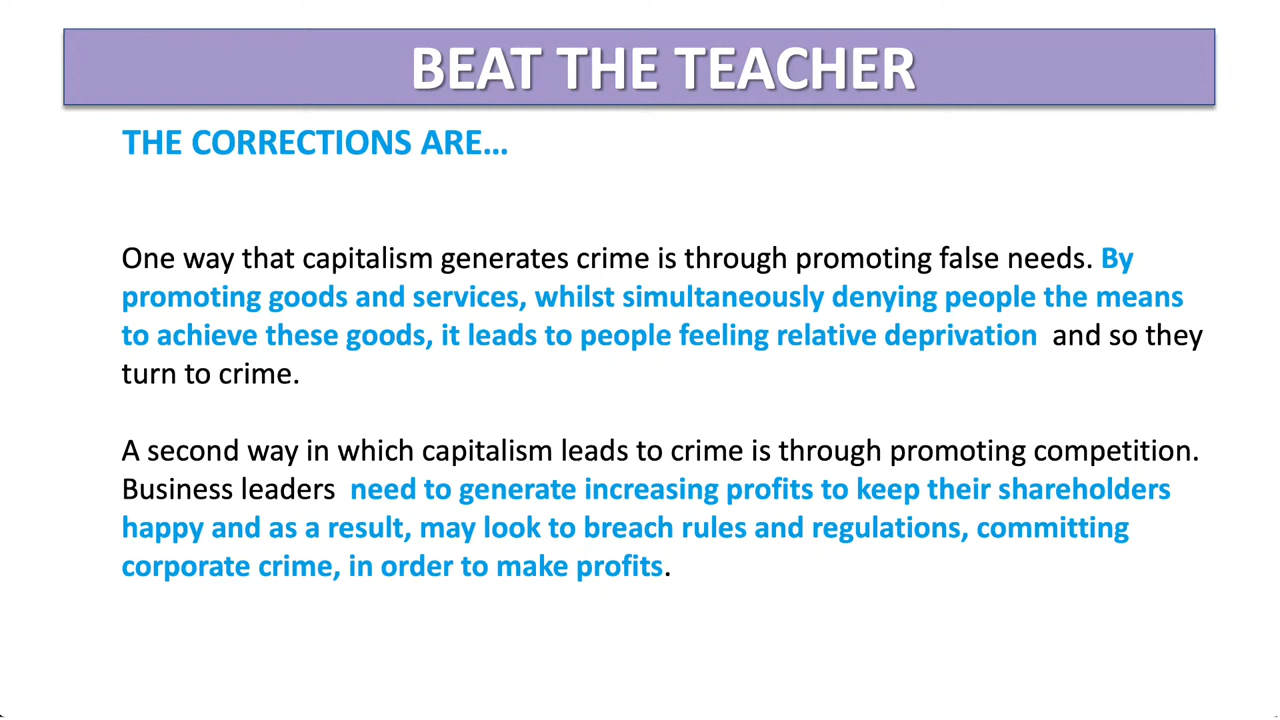 BEAT THE TEACHER
THE CORRECTIONS ARE…
One way that capitalism generates crime is through promoting false needs. By
promoting goods and services, whilst simultaneously denying people the means
to achieve these goods, it leads to people feeling relative deprivation and so they
turn to crime.
A second way in which capitalism leads to crime is through promoting competition.
Business leaders need to generate increasing profits to keep their shareholders
happy and as a result, may look to breach rules and regulations, committing
corporate crime, in order to make profits.